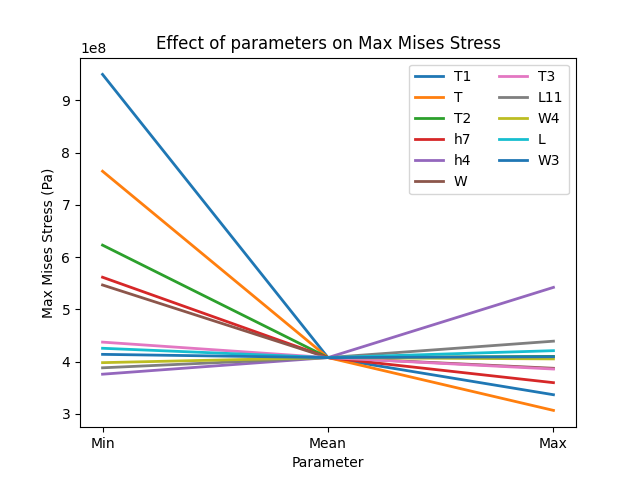 Effect of parameters on Max Mises Stress
1e8
Max Mises Stress (Pa)
9
8
7
6
5
4
3
Min
Mean
Max
Parameter
T1
T
T2
h7
h4
W
T3
L11
W4
L
W3